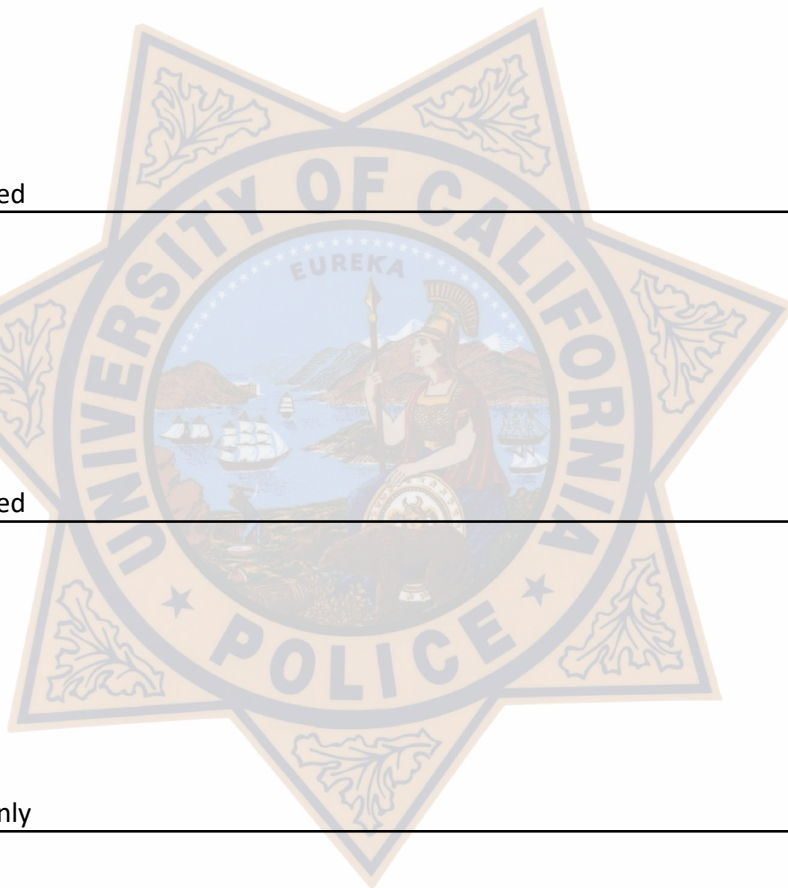 ed
UNIVERSITY OF CALIFORNIA
EUREKA
ed
POLICE
nly